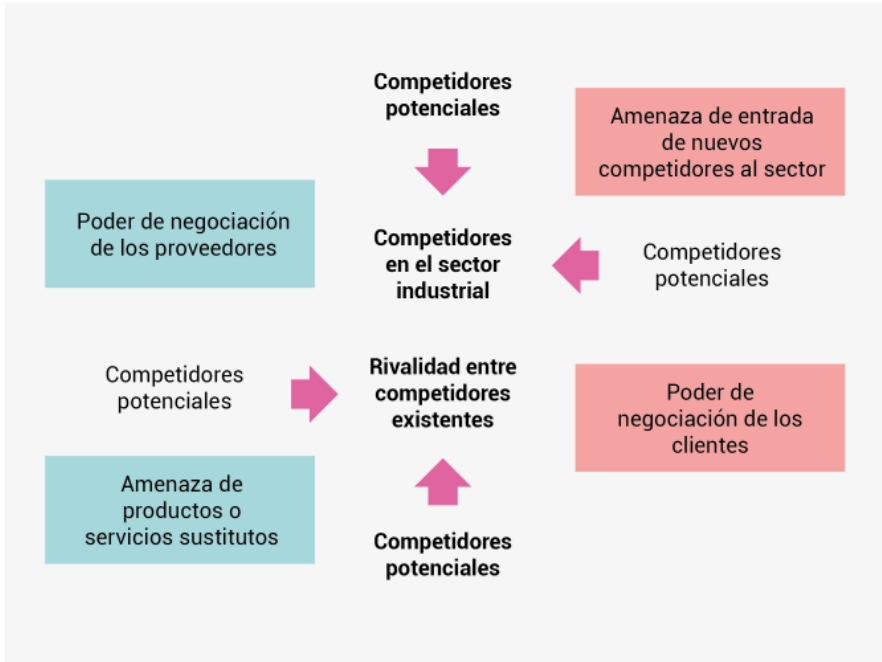 Competidores
potenciales
Amenaza de entrada
de nuevos
competidores al sector
Poder de negociación
de los proveedores
Competidores
en el sector
industrial
Competidores
potenciales
Competidores
potenciales
Rivalidad entre
competidores
existentes
Poder de
negociación de los
clientes
Amenaza de
productos o
servicios sustitutos
Competidores
potenciales